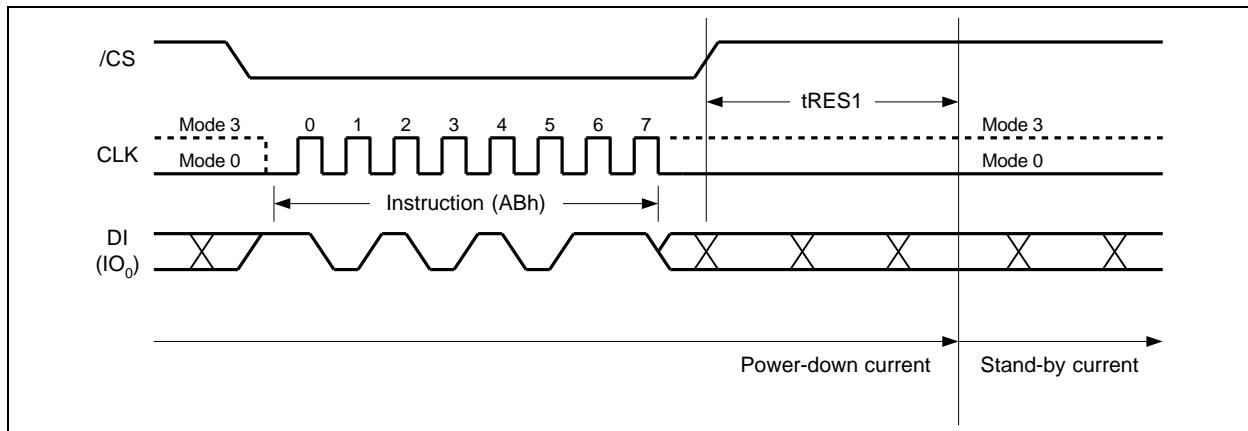 /CS
tRES1
Mode 3
0 1 2 3 4 5 6 7
Mode 3
CLK
Mode 0
Mode 0
Instruction (ABh)
DI
(IO0)
Power-down current
Stand-by current